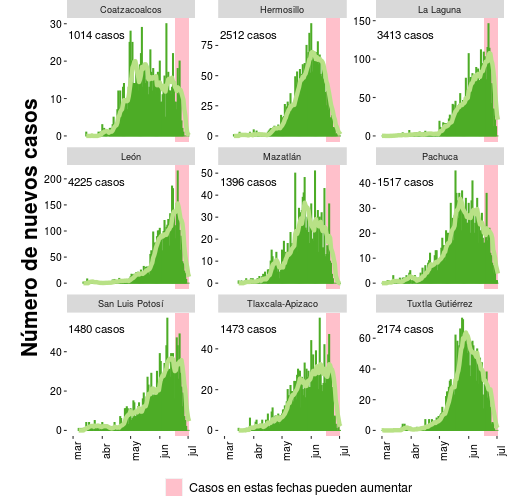 Coatzacoalcos Hermosillo La Laguna
1014 casos 2512 casos 3413 casos
30 20 10 0
75 50 25 0
150 100 50 0
León Mazatlán Pachuca
4225 casos 1396 casos 1517 casos
200 150 100 50 0
50 40 30 20 10 0
40 30 20 10 0
San Luis Potosí Tlaxcala-Apizaco Tuxtla Gutiérrez
1480 casos 1473 casos 2174 casos
40 20 0
40 20 0
60 40 20 0
mar abr may jun jul mar abr may jun jul mar abr may jun jul
Número de nuevos casos
Casos en estas fechas pueden aumentar